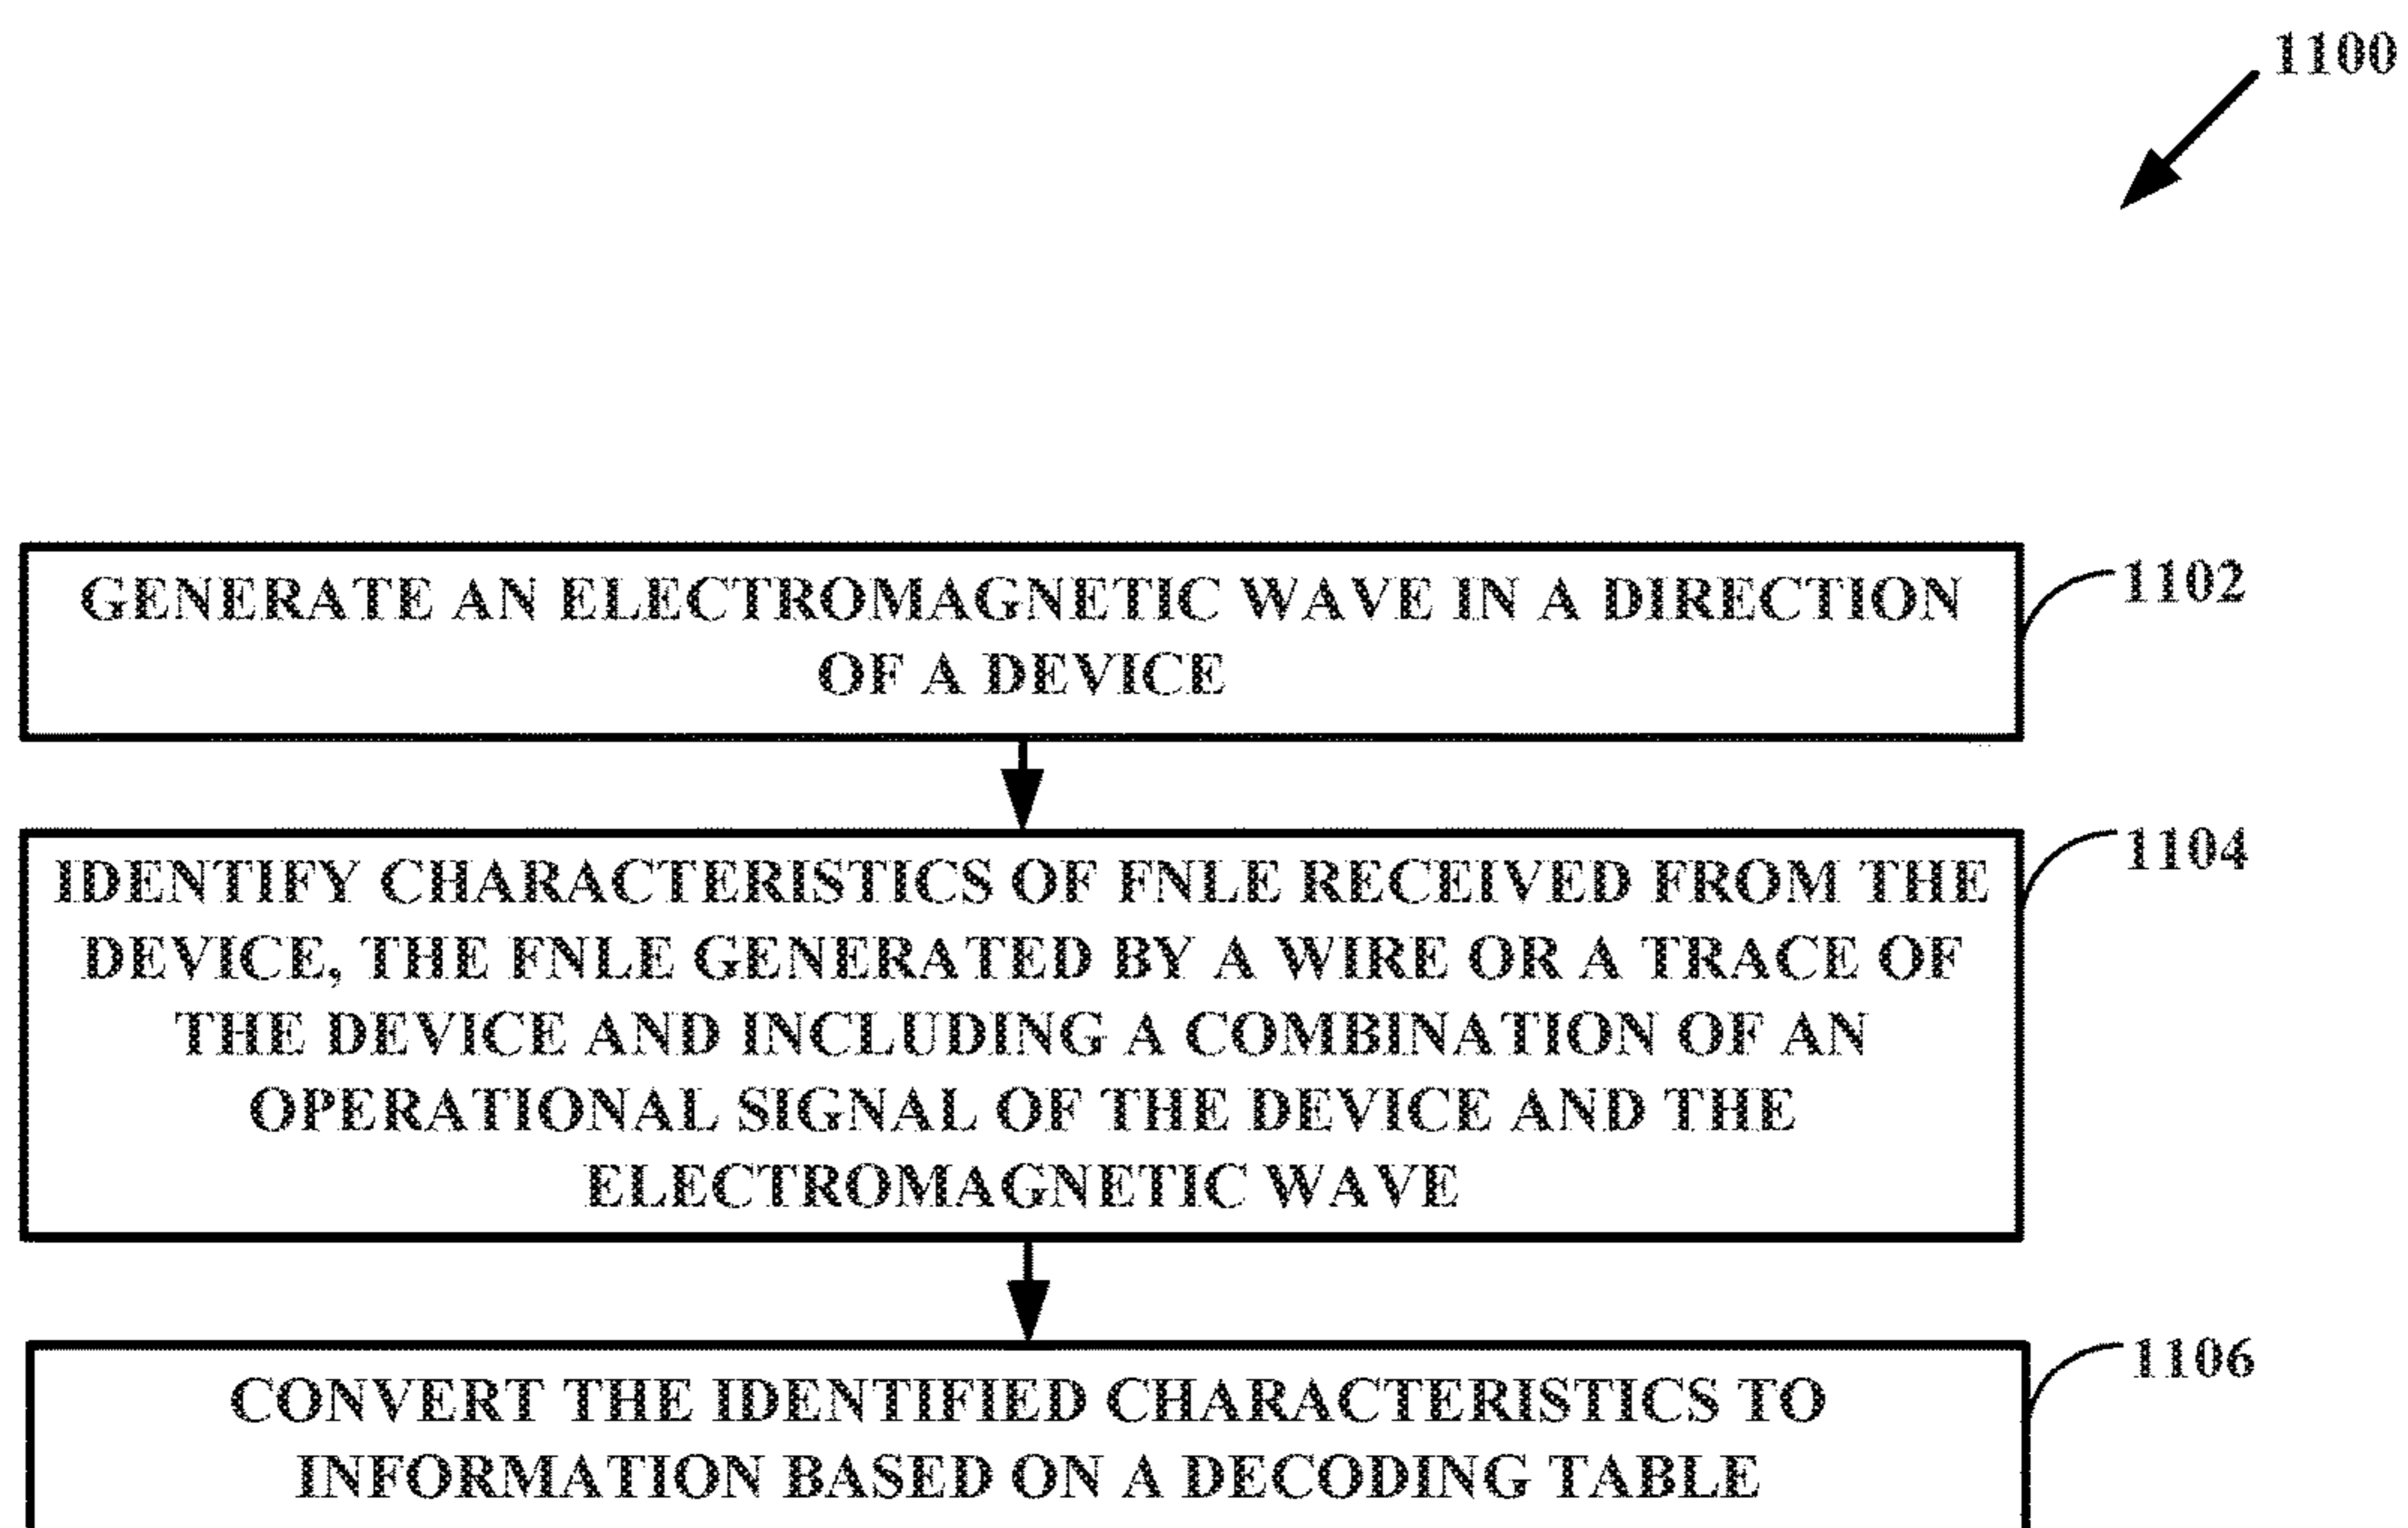 1100
GENERATE AN ELECTROMAGNETIC WAVE IN A DIRECTION
OF A DEVICE
1102
IDENTIFY CHARACTERISTICS OF FNLE RECEIVED FROM THE
DEVICE, THE FNLE GENERATED BY A WIRE OR A TRACE OF
THE DEVICE AND INCLUDING A COMBINATION OF AN
OPERATIONAL SIGNAL OF THE DEVICE AND THE
ELECTROMAGNETIC WAVE
1104
CONVERT THE IDENTIFIED CHARACTERISTICS TO
INFORMATION BASED ON A DECODING TABLE
1106